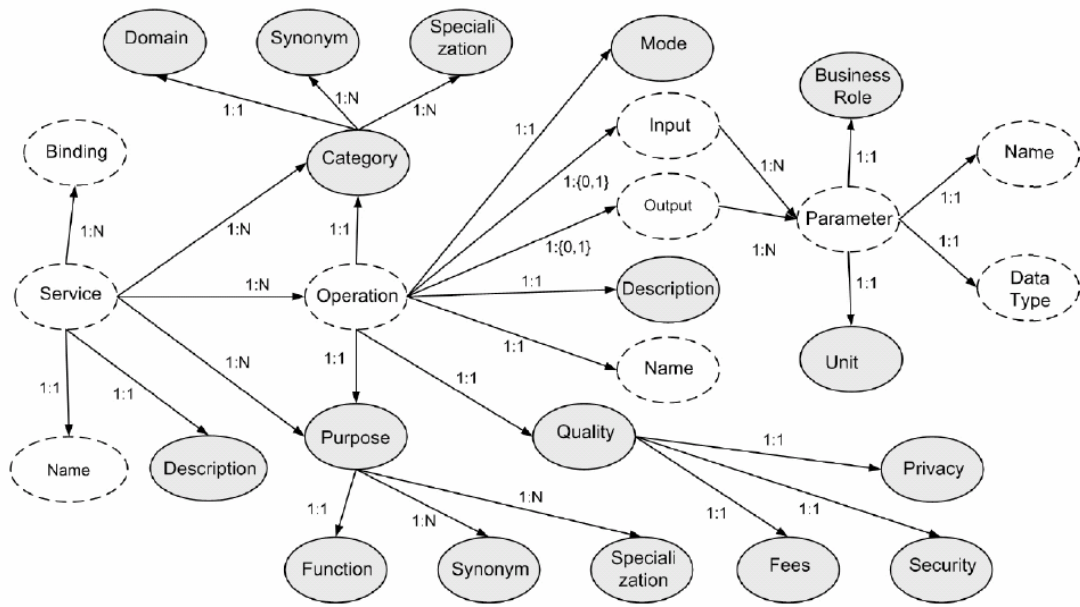 Domain
Synonym
Speciali
zation
Mode
Business
Role
1:1
1:N
1:N
1:1
Input
1:1
Name
Binding
Category
1:N
1:1
1:{0,1}
Output
Parameter
1:N
1:N
1:1
1:{0,1}
1:N
1:1
1:1
Service
1:N
Operation
1:1
Description
Data
Type
1:1
Name
Unit
1:N
1:1
1:1
1:1
1:1
Purpose
Quality
Name
Description
1:1
Privacy
1:1
1:N
1:N
1:1
1:1
Function
Synonym
Speciali
zation
Fees
Security